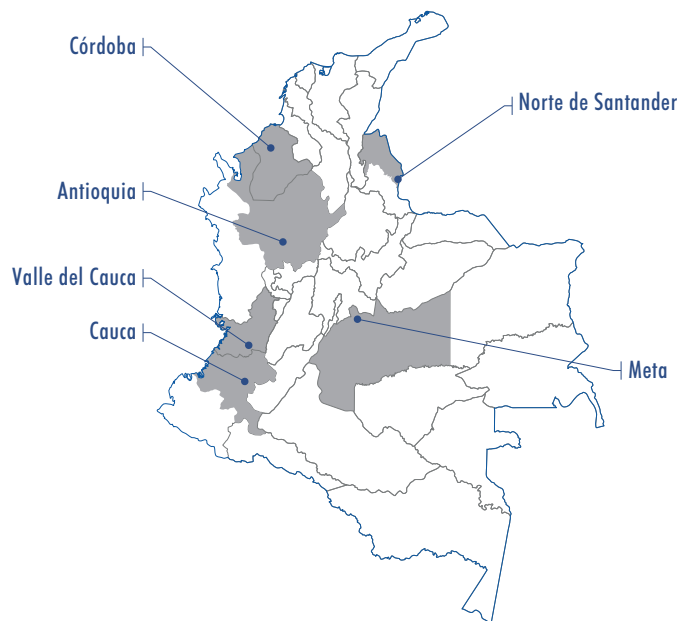 Córdoba
Norte de Santander
Antioquia
Valle del Cauca
Cauca
Meta